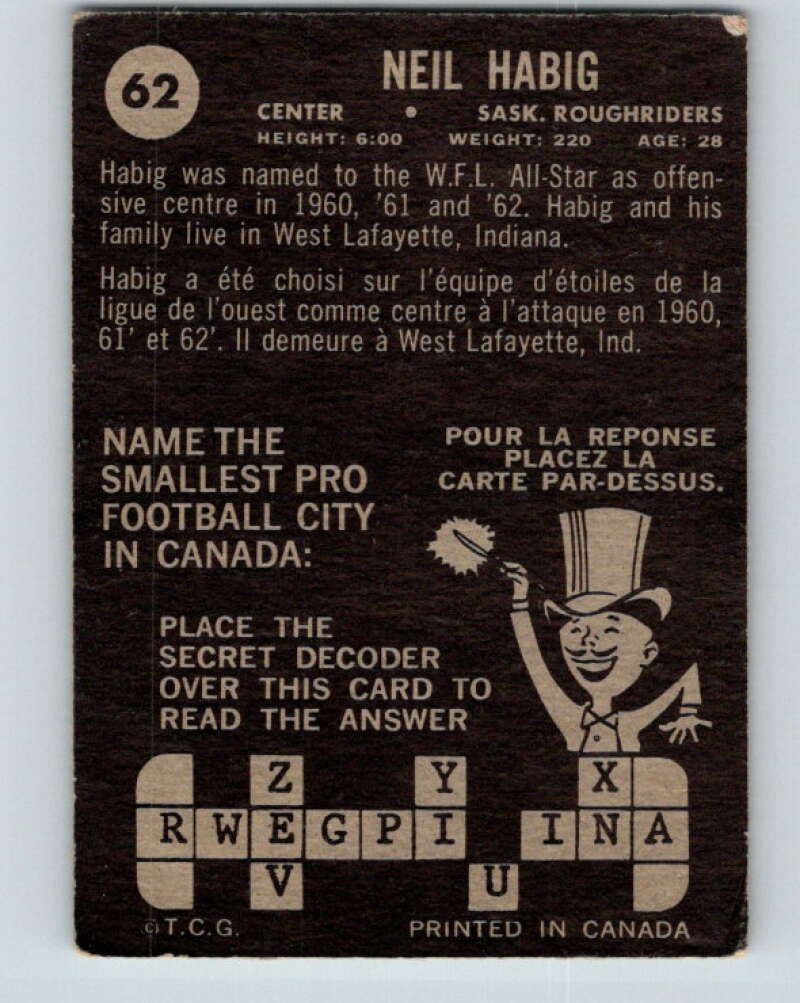 62
NEIL HABIG
CENTER • SASK. ROUGHRIDERS
HEIGHT: 6:00 WEIGHT: 220 AGE: 28
Habig was named to the W.F.L. All-Star as offen-
sive centre in 1960, '61 and '62. Habig and his
family live in West Lafayette, Indiana.
Habig a été choisi sur l'équipe d'étoiles de la
ligue de l'ouest comme centre à l'attaque en 1960,
61' et 62'. Il demeure à West Lafayette, Ind.
NAME THE
SMALLEST PRO
FOOTBALL CITY
IN CANADA:
POUR LA REPONSE
PLACEZ LA
CARTE PAR-DESSUS.
PLACE THE
SECRET DECODER
OVER THIS CARD TO
READ THE ANSWER
Z Y X
R W E G P I I N A
V U
© T.C.G. PRINTED IN CANADA